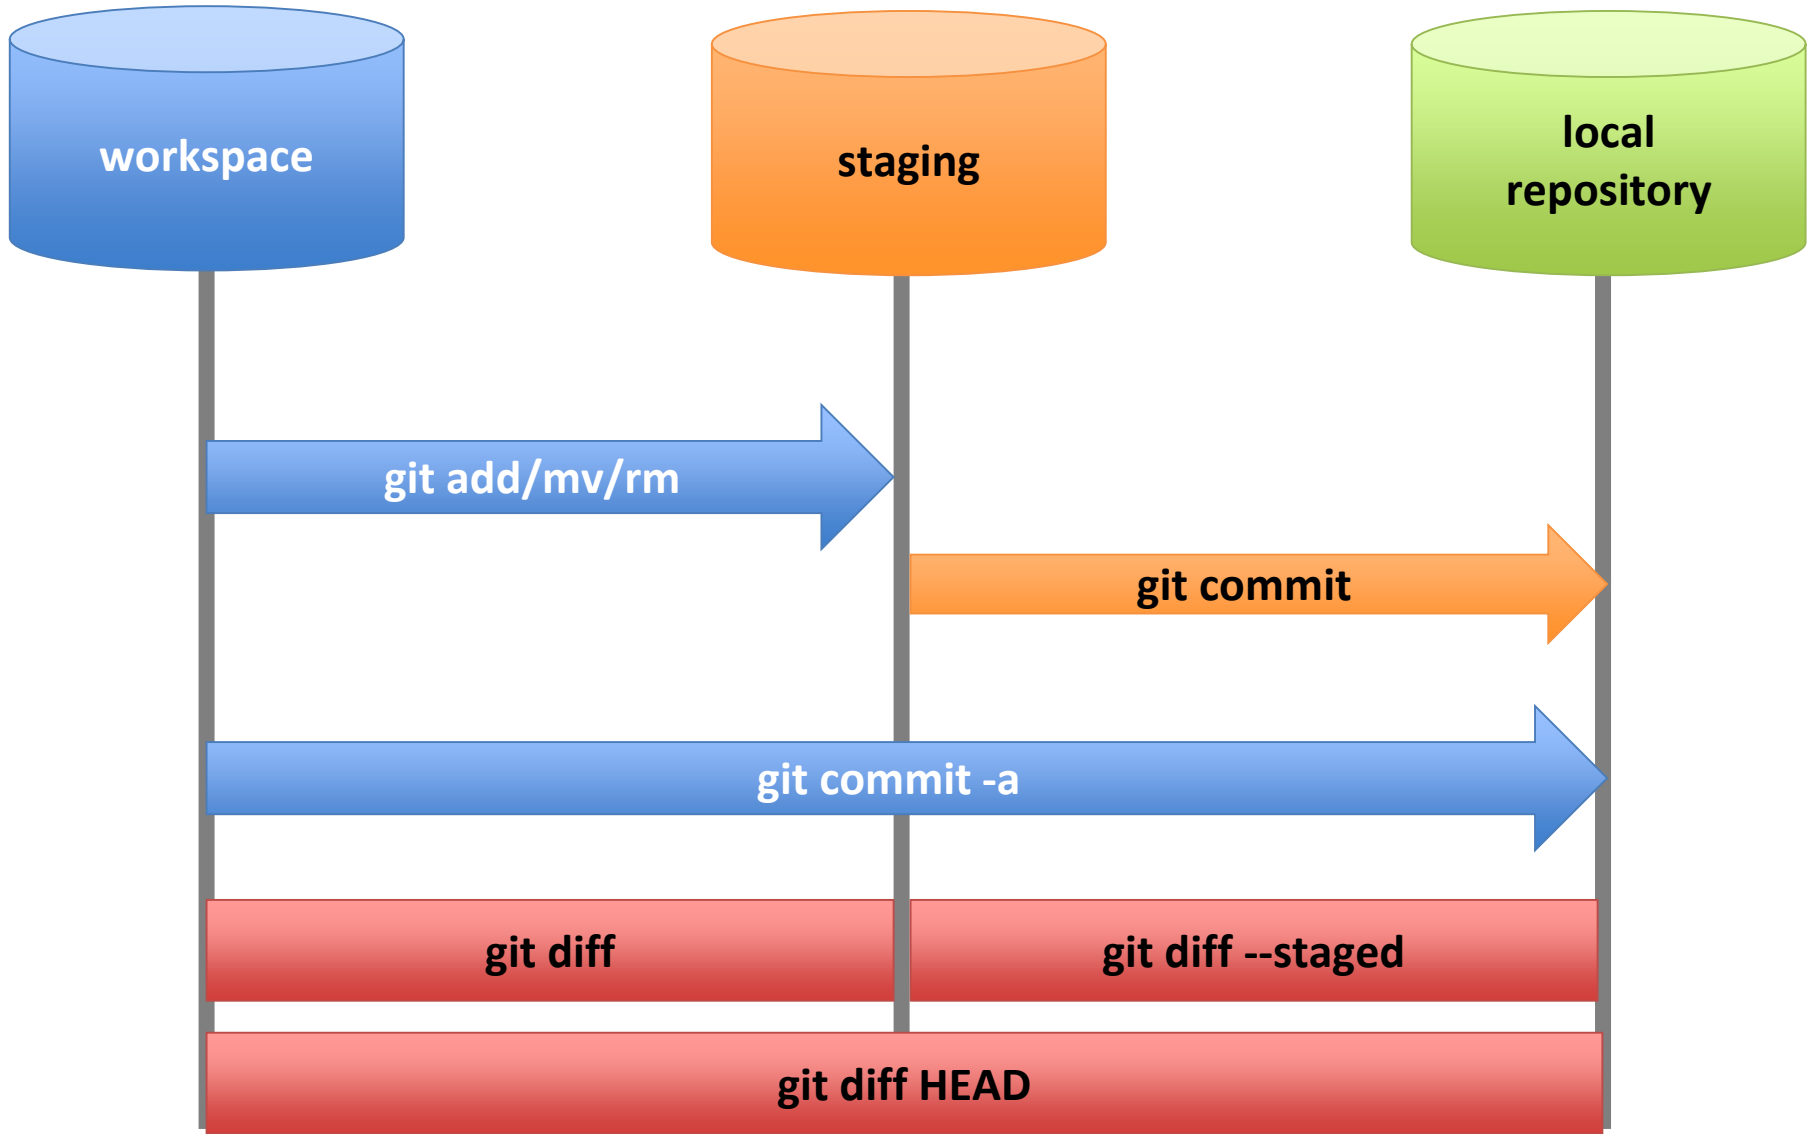 workspace
staging
local
repository
git add/mv/rm
git commit
git commit -a
git diff
git diff --staged
git diff HEAD